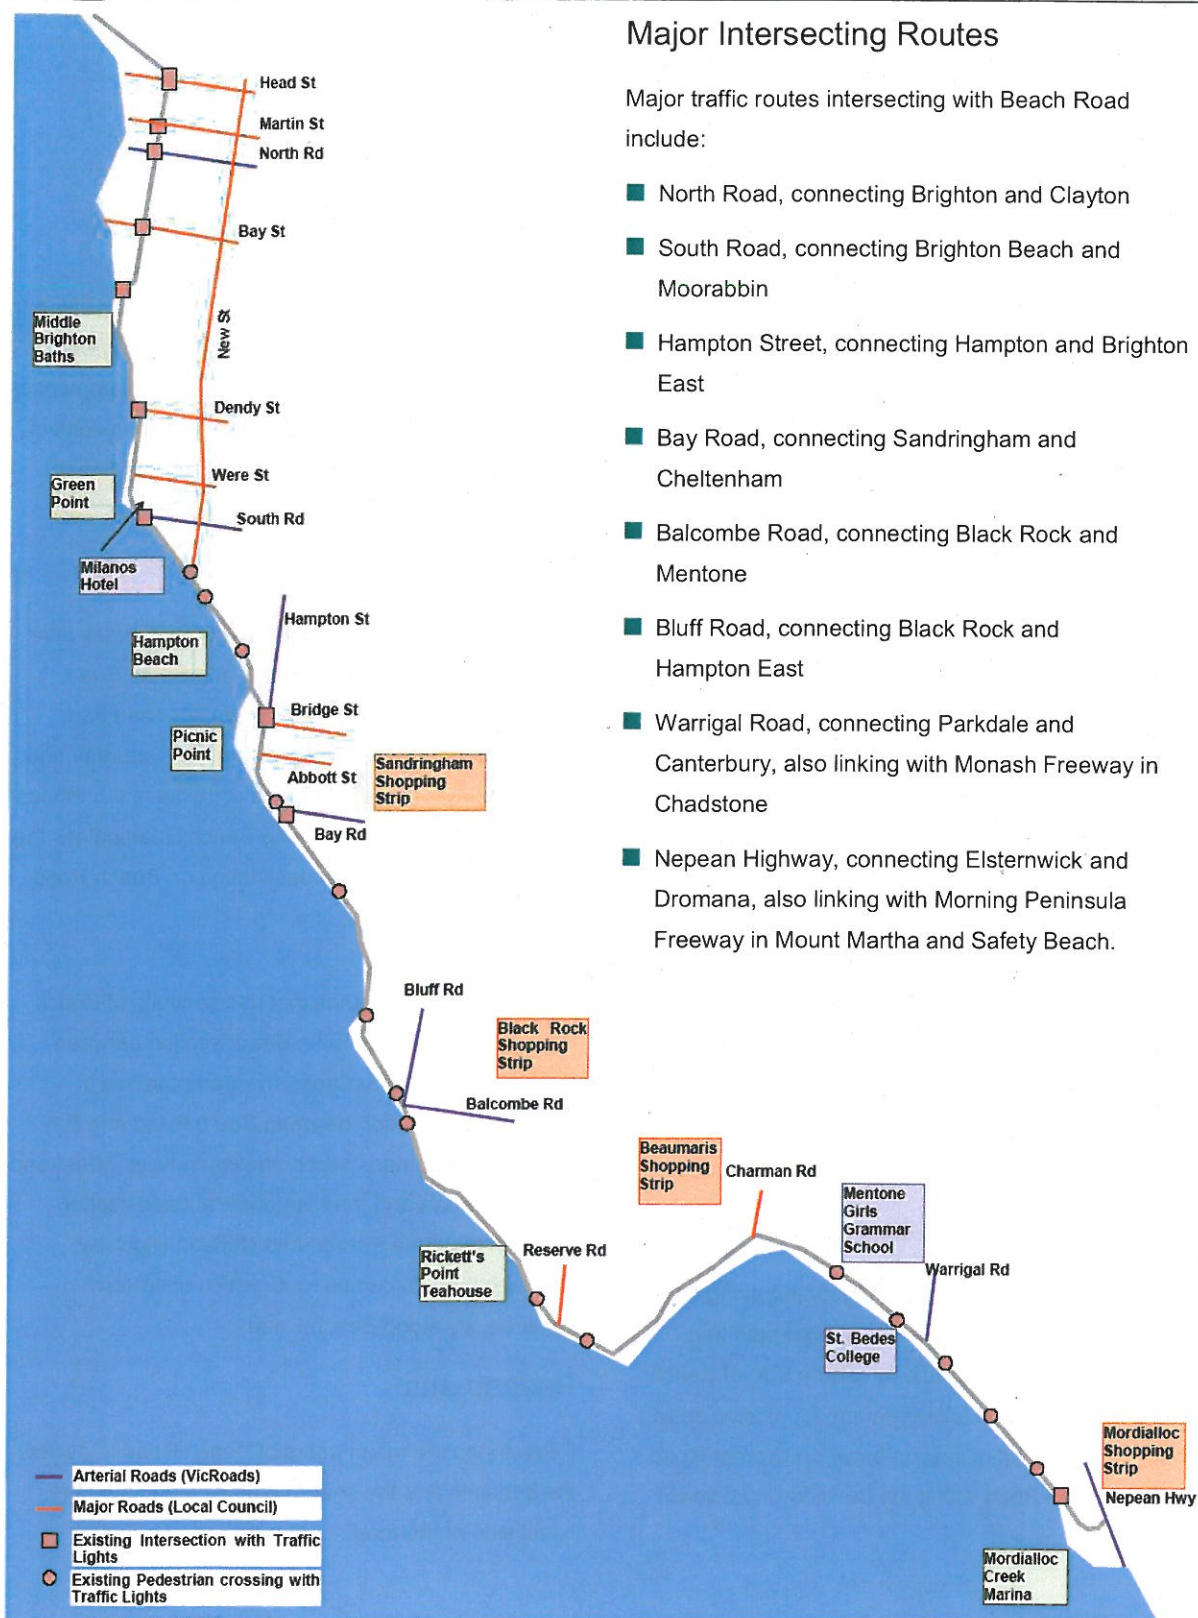 Major Intersecting Routes
Major traffic routes intersecting with Beach Road
include:
North Road, connecting Brighton and Clayton
South Road, connecting Brighton Beach and
Moorabbin
Hampton Street, connecting Hampton and Brighton
East
Bay Road, connecting Sandringham and
Cheltenham
Balcombe Road, connecting Black Rock and
Mentone
Bluff Road, connecting Black Rock and
Hampton East
Warrigal Road, connecting Parkdale and
Canterbury, also linking with Monash Freeway in
Chadstone
Nepean Highway, connecting Elsternwick and
Dromana, also linking with Morning Peninsula
Freeway in Mount Martha and Safety Beach.
Head St
Martin St
North Rd
Bay St
New St
Middle
Brighton
Baths
Dendy St
Were St
Green
Point
South Rd
Milanos
Hotel
Hampton St
Hampton
Beach
Bridge St
Picnic
Point
Abbott St
Sandringham
Shopping
Strip
Bay Rd
Bluff Rd
Black Rock
Shopping
Strip
Balcombe Rd
Beaumaris
Shopping
Strip
Charman Rd
Mentone
Girls
Grammar
School
Rickett's
Point
Teahouse
Reserve Rd
Warrigal Rd
St. Bedes
College
Mordialloc
Shopping
Strip
Nepean Hwy
Mordialloc
Creek
Marina
Arterial Roads (VicRoads)
Major Roads (Local Council)
Existing Intersection with Traffic
Lights
Existing Pedestrian crossing with
Traffic Lights